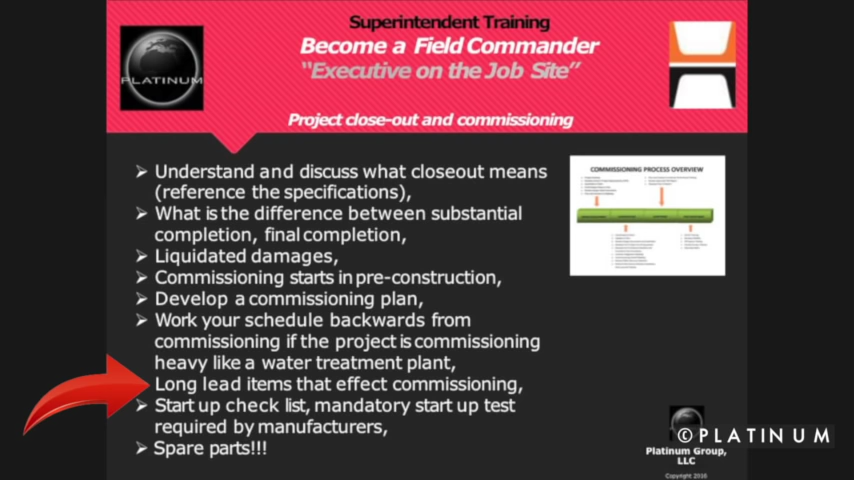 Superintendent Training
Become a Field Commander
“Executive on the Job Site”
Project close-out and commissioning
PLATINUM
➢ Understand and discuss what closeout means
(reference the specifications),
➢ What is the difference between substantial
completion, final completion,
➢ Liquidated damages,
➢ Commissioning starts in pre-construction,
➢ Develop a commissioning plan,
➢ Work your schedule backwards from
commissioning if the project is commissioning
heavy like a water treatment plant,
Long lead items that effect commissioning,
➢ Start up check list, mandatory start up test
required by manufacturers,
➢ Spare parts!!!
COMMISSIONING PROCESS OVERVIEW
© PLATINUM
Platinum Group,
LLC
Copyright 2016